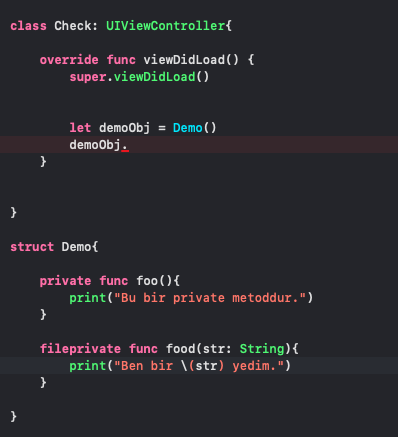 class Check: UIViewController{
override func viewDidLoad() {
super.viewDidLoad()
let demoObj = Demo()
demoObj.
}
}
struct Demo{
private func foo(){
print("Bu bir private metoddur.")
}
fileprivate func food(str: String){
print("Ben bir \(str) yedim.")
}
}